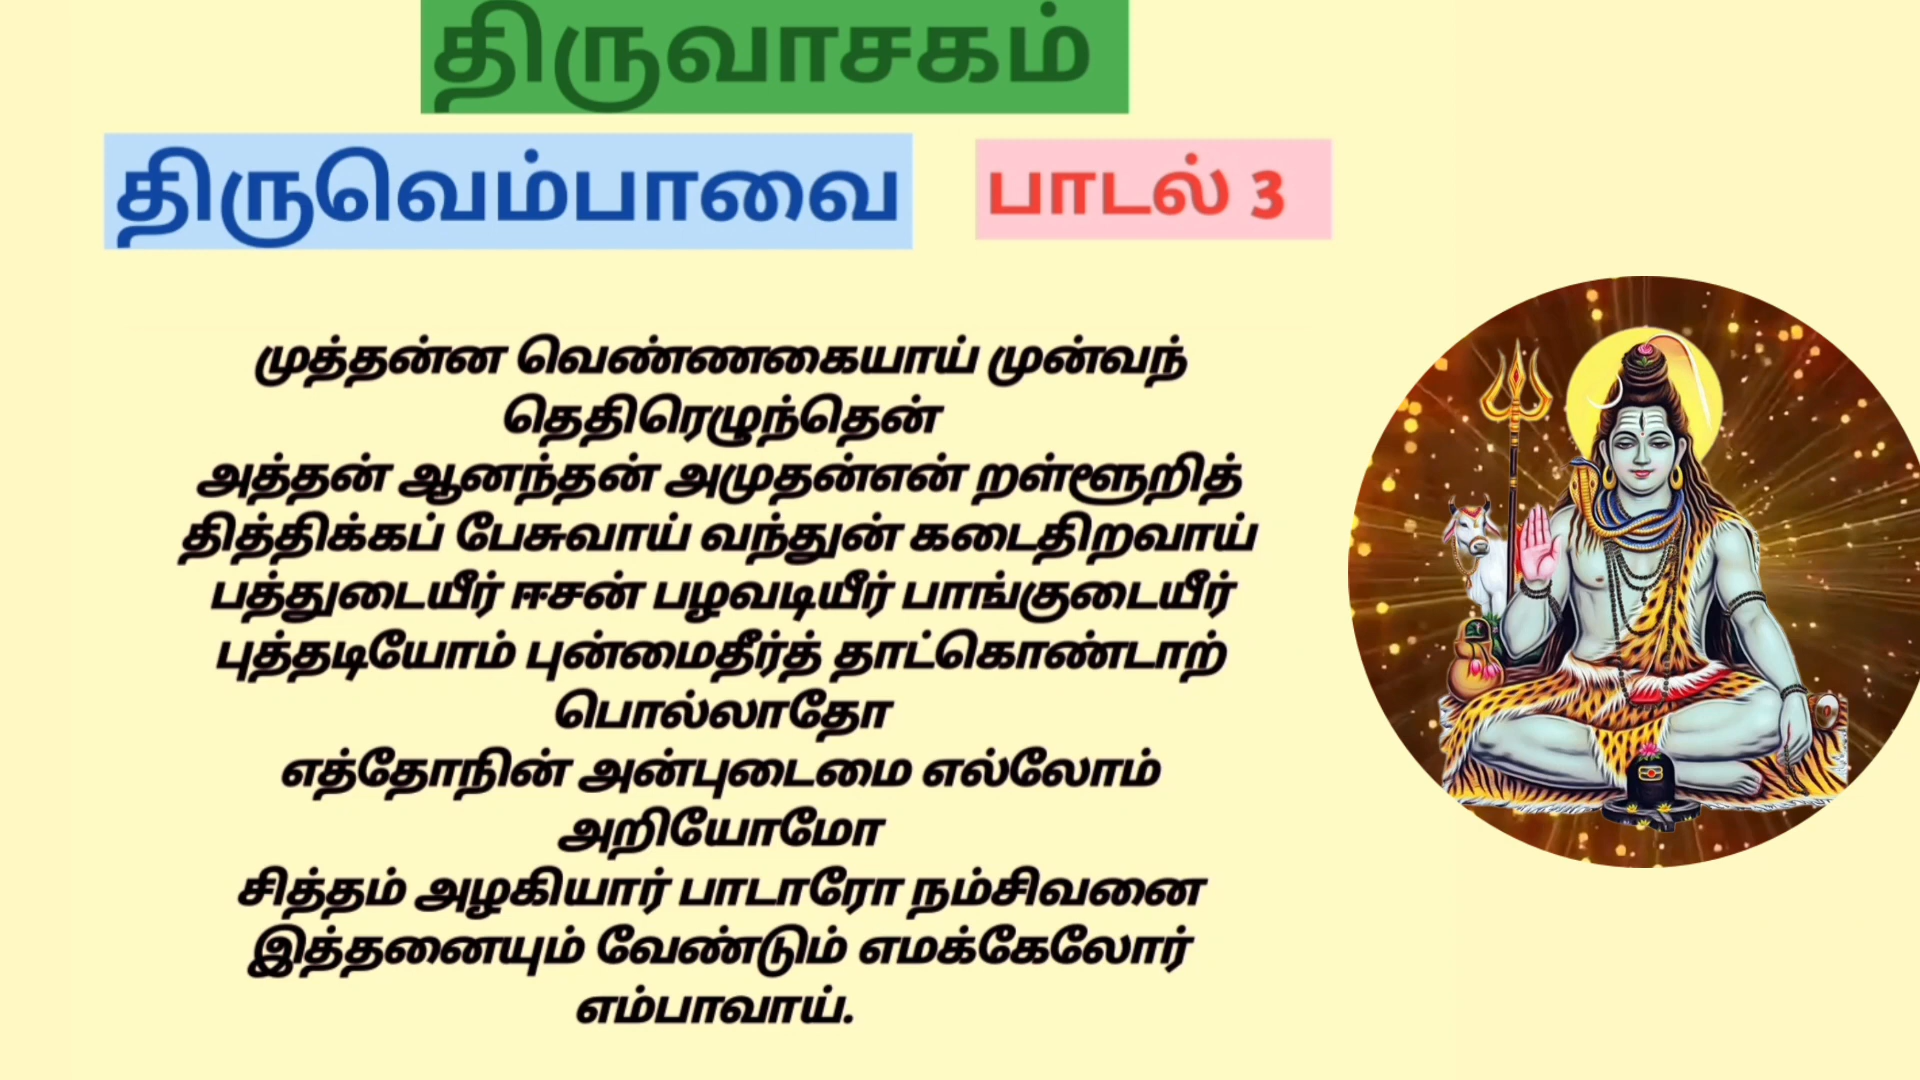 திருவாசகம்
திருவெம்பாவை
பாடல் 3
முத்தன்ன வெண்ணகையாய் முன்வந்
தெதிரெழுந்தென்
அத்தன் ஆனந்தன் அமுதன்என் றள்ளூறித்
தித்திக்கப் பேசுவாய் வந்துன் கடைதிறவாய்
பத்துடையீர் ஈசன் பழவடியீர் பாங்குடையீர்
புத்தடியோம் புன்மைதீர்த் தாட்கொண்டாற்
பொல்லாதோ
எத்தோநின் அன்புடைமை எல்லோம்
அறியோமோ
சித்தம் அழகியார் பாடாரோ நம்சிவனை
இத்தனையும் வேண்டும் எமக்கேலோர்
எம்பாவாய்.